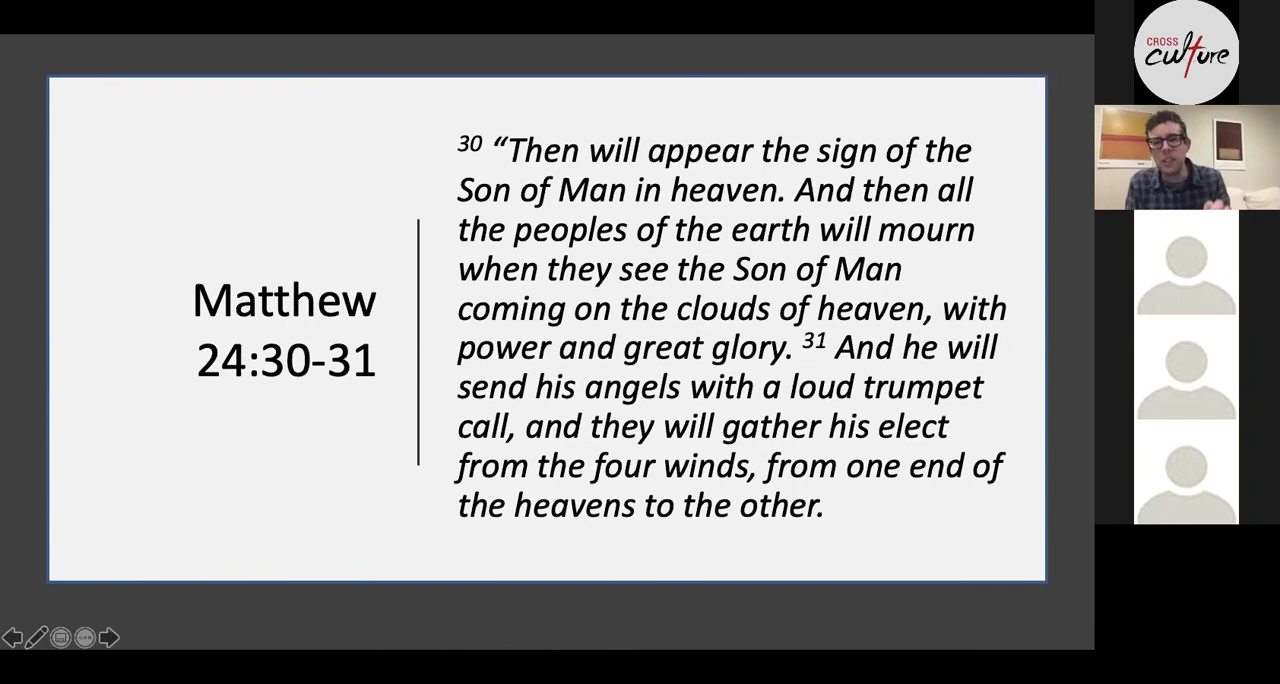 Matthew
24:30-31
30 “Then will appear the sign of the
Son of Man in heaven. And then all
the peoples of the earth will mourn
when they see the Son of Man
coming on the clouds of heaven, with
power and great glory. 31 And he will
send his angels with a loud trumpet
call, and they will gather his elect
from the four winds, from one end of
the heavens to the other.
CROSS
culture